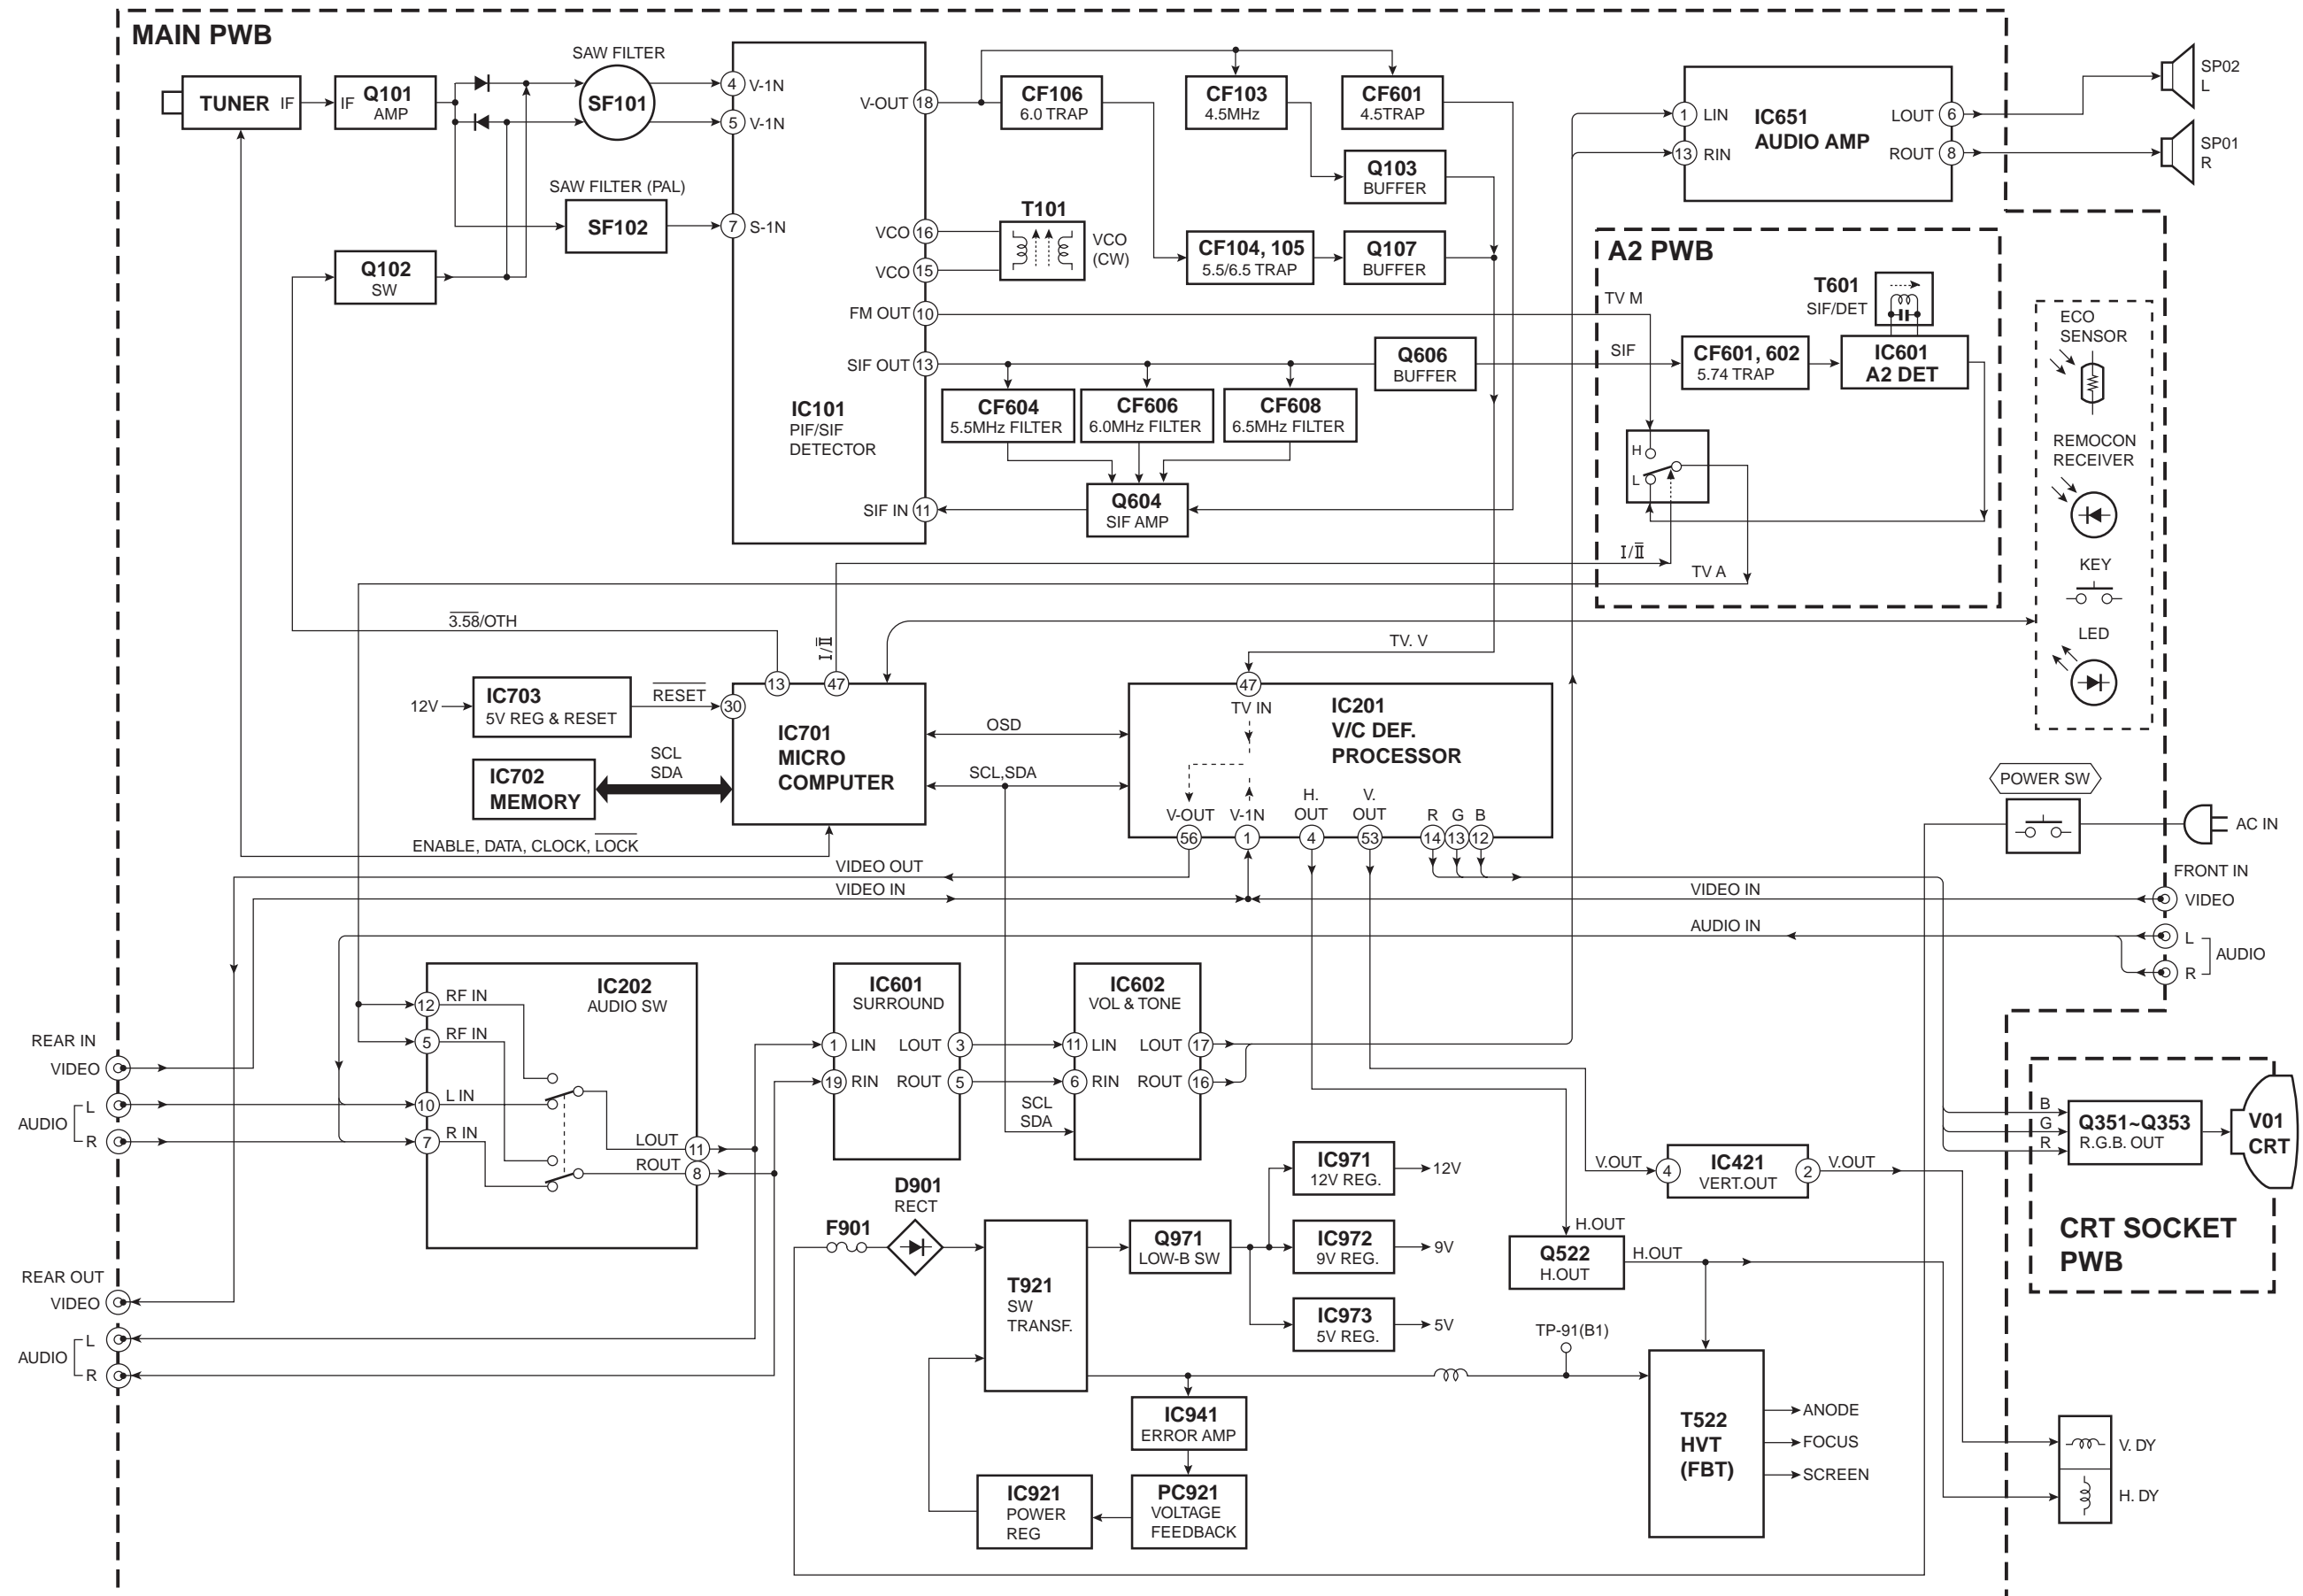 MAIN PWB
TUNER IF
IF Q101
AMP
SAW FILTER
SF101
SAW FILTER (PAL)
SF102
Q102
SW
4 V-1N
5 V-1N
7 S-1N
V-OUT 18
VCO 16
VCO 15
FM OUT 10
SIF OUT 13
SIF IN 11
IC101
PIF/SIF
DETECTOR
CF106
6.0 TRAP
CF103
4.5MHz
CF601
4.5TRAP
Q103
BUFFER
T101
VCO
(CW)
CF104, 105
5.5/6.5 TRAP
Q107
BUFFER
Q606
BUFFER
CF604
5.5MHz FILTER
CF606
6.0MHz FILTER
CF608
6.5MHz FILTER
Q604
SIF AMP
1 LIN
13 RIN
IC651
AUDIO AMP
LOUT 6
ROUT 8
SP02
L
SP01
R
A2 PWB
TV M
T601
SIF/DET
SIF
CF601, 602
5.74 TRAP
IC601
A2 DET
H
L
I/I̅I̅
TV A
ECO
SENSOR
REMOCON
RECEIVER
KEY
LED
3̅.̅5̅8̅/OTH
I/I̅I̅
TV. V
12V
IC703
5V REG & RESET
R̅E̅S̅E̅T̅
30
13
47
IC702
MEMORY
SCL
SDA
IC701
MICRO
COMPUTER
OSD
SCL,SDA
ENABLE, DATA, CLOCK, L̅O̅C̅K̅
47
TV IN
IC201
V/C DEF.
PROCESSOR
V-OUT
V-1N
H.
OUT
V.
OUT
R G B
56
1
4
53
14
13
12
POWER SW
AC IN
VIDEO OUT
VIDEO IN
VIDEO IN
AUDIO IN
FRONT IN
VIDEO
L
R
AUDIO
REAR IN
VIDEO
L
AUDIO
R
IC202
AUDIO SW
12 RF IN
5 RF IN
10 L IN
7 R IN
LOUT 11
ROUT 8
IC601
SURROUND
1 LIN
19 RIN
LOUT 3
ROUT 5
IC602
VOL & TONE
11 LIN
6 RIN
LOUT 17
ROUT 16
SCL
SDA
REAR OUT
VIDEO
L
AUDIO
R
F901
D901
RECT
T921
SW
TRANSF.
Q971
LOW-B SW
IC971
12V REG.
12V
IC972
9V REG.
9V
IC973
5V REG.
5V
IC941
ERROR AMP
PC921
VOLTAGE
FEEDBACK
IC921
POWER
REG
TP-91(B1)
H.OUT
Q522
H.OUT
H.OUT
V.OUT
4
IC421
VERT.OUT
2
V.OUT
T522
HVT
(FBT)
ANODE
FOCUS
SCREEN
B
G
R
Q351~Q353
R.G.B. OUT
V01
CRT
CRT SOCKET
PWB
V. DY
H. DY